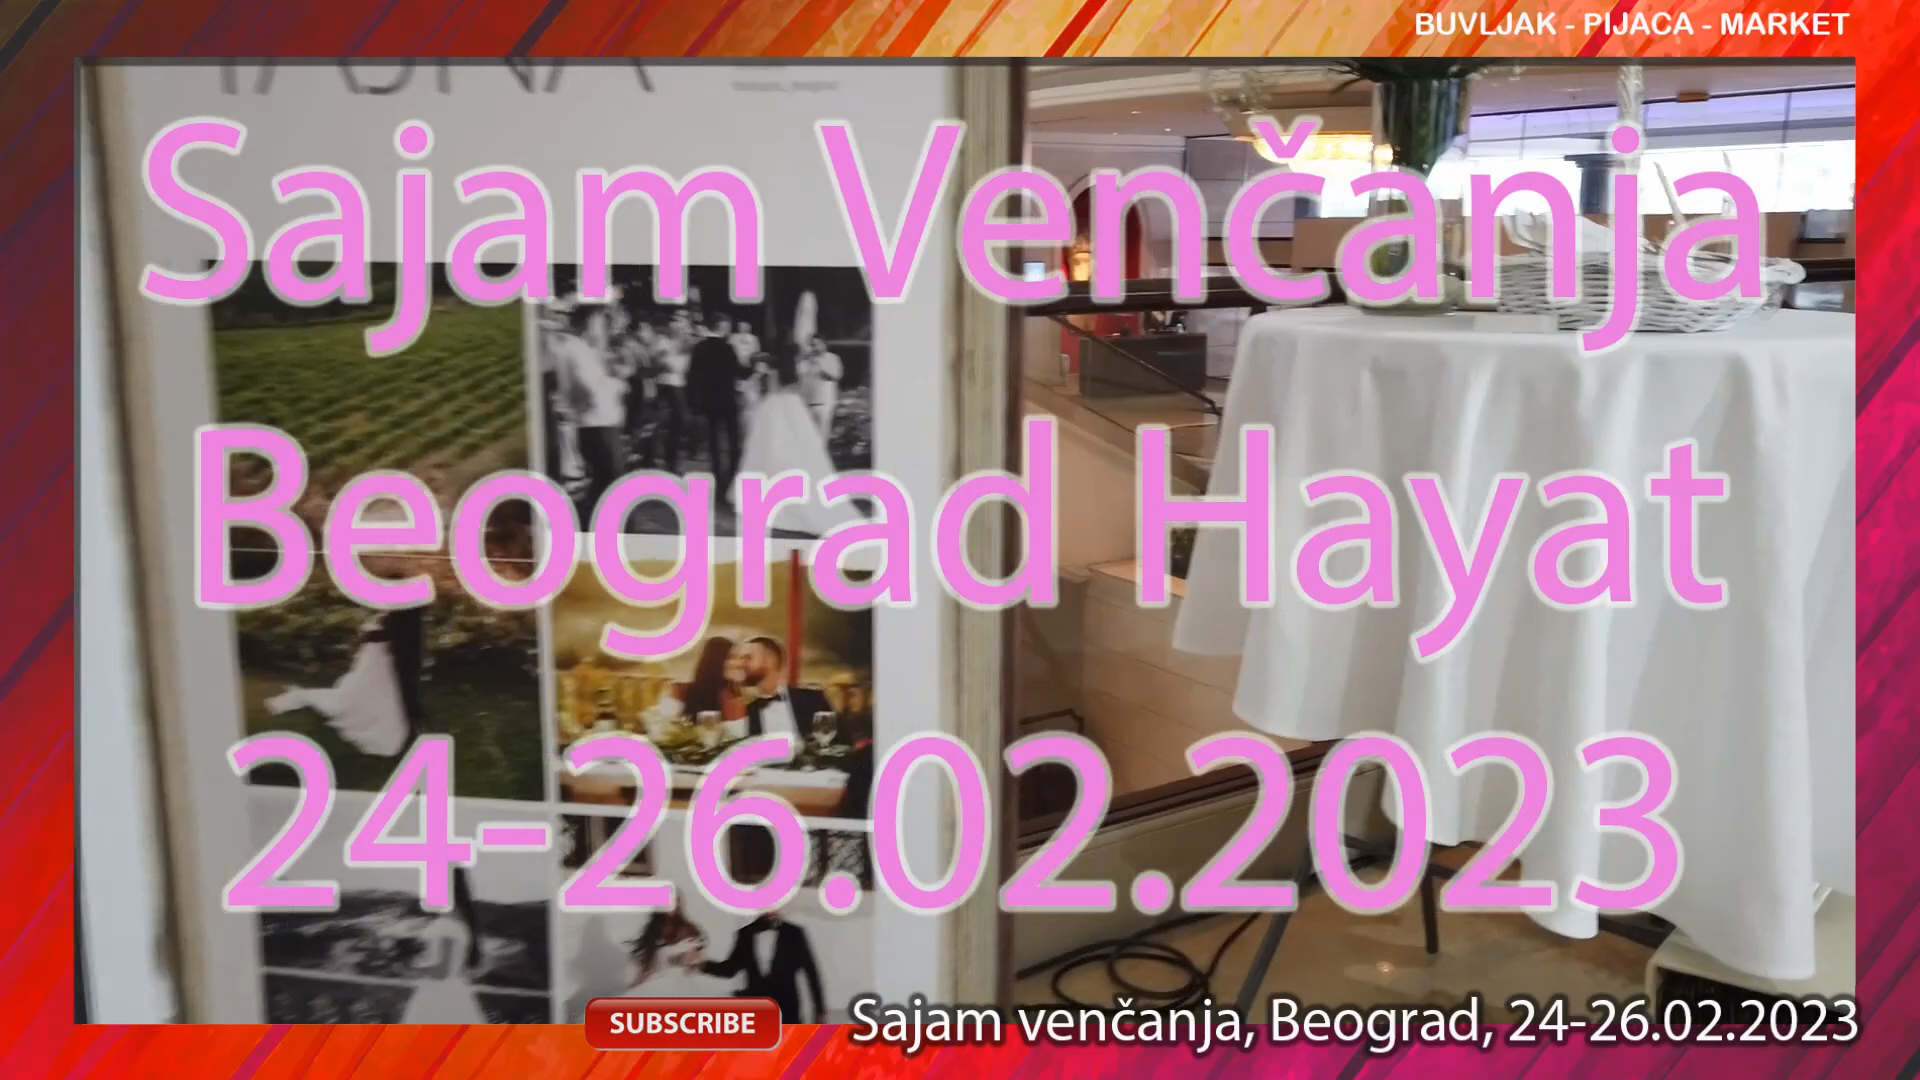 BUVLJAK - PIJACA - MARKET
Sajam Venčanja
Beograd Hayat
24-26.02.2023
SUBSCRIBE
Sajam venčanja, Beograd, 24-26.02.2023